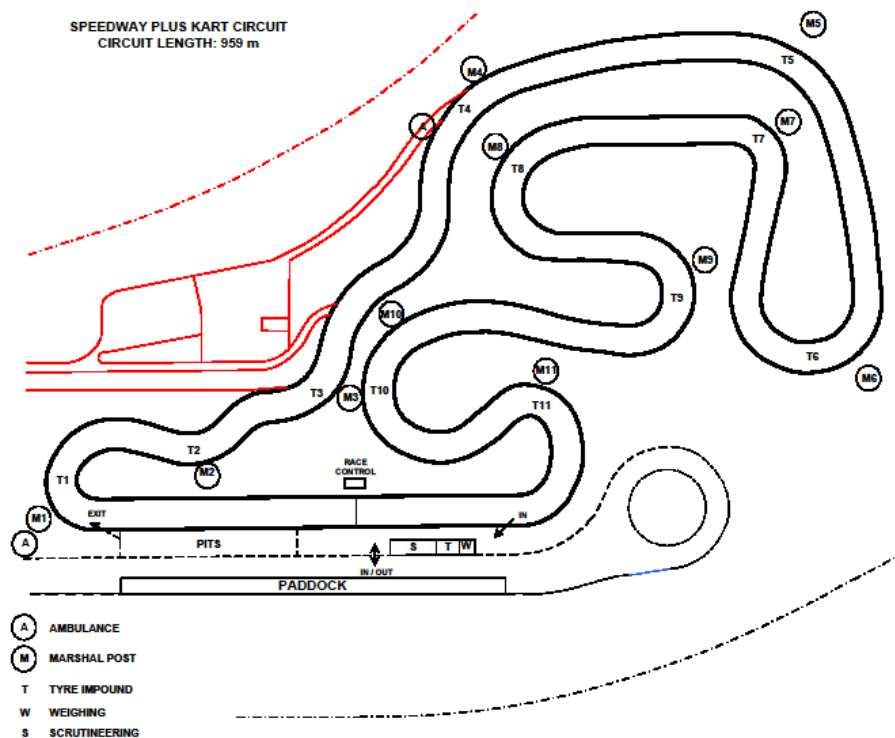 SPEEDWAY PLUS KART CIRCUIT
CIRCUIT LENGTH: 959 m
M5
T5
M4
T4
A
M7
T7
M8
T8
M9
T9
M10
T6
M6
M11
T3
M3
T10
T11
T2
M2
T1
RACE
CONTROL
M1
EXIT
IN
A
PITS
S T W
IN / OUT
PADDOCK
A AMBULANCE
M MARSHAL POST
T TYRE IMPOUND
W WEIGHING
S SCRUTINEERING